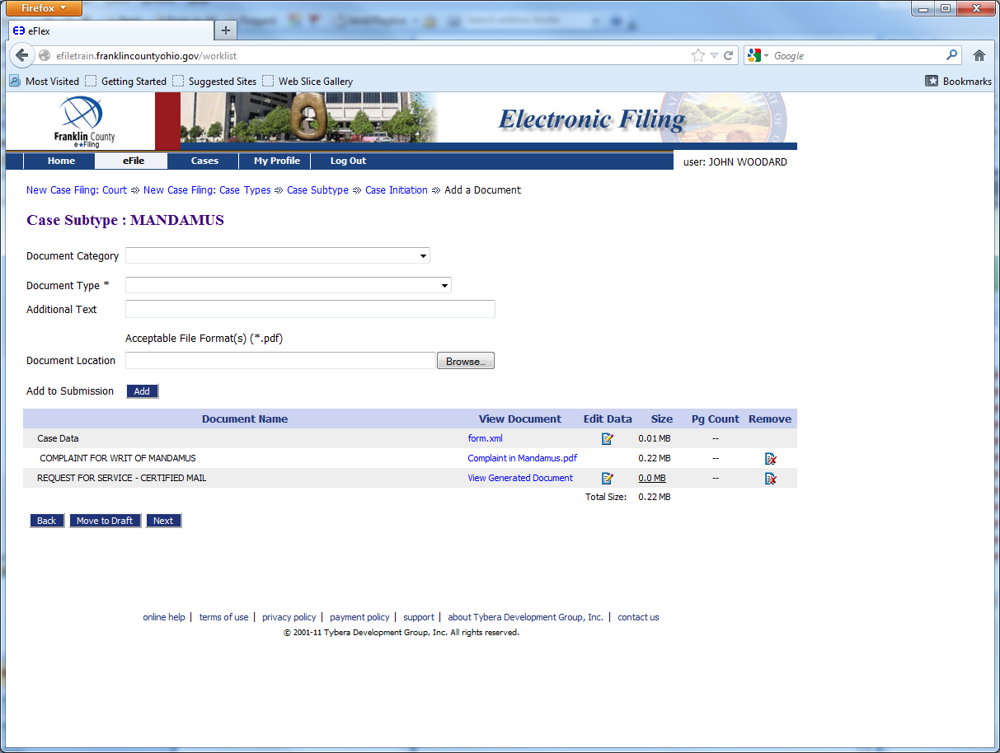 Firefox
eFlex
efiletrain.franklincountyohio.gov/worklist
Google
Most Visited Getting Started Suggested Sites Web Slice Gallery Bookmarks
Franklin County
e★Filing
Electronic Filing
Home eFile Cases My Profile Log Out
user: JOHN WOODARD
New Case Filing: Court ⇒ New Case Filing: Case Types ⇒ Case Subtype ⇒ Case Initiation ⇒ Add a Document
Case Subtype : MANDAMUS
Document Category
Document Type *
Additional Text
Acceptable File Format(s) (*.pdf)
Document Location Browse...
Add to Submission Add
Document Name View Document Edit Data Size Pg Count Remove
Case Data form.xml 0.01 MB --
COMPLAINT FOR WRIT OF MANDAMUS Complaint in Mandamus.pdf 0.22 MB --
REQUEST FOR SERVICE - CERTIFIED MAIL View Generated Document 0.0 MB --
Total Size: 0.22 MB
Back Move to Draft Next
online help | terms of use | privacy policy | payment policy | support | about Tybera Development Group, Inc. | contact us
© 2001-11 Tybera Development Group, Inc. All rights reserved.